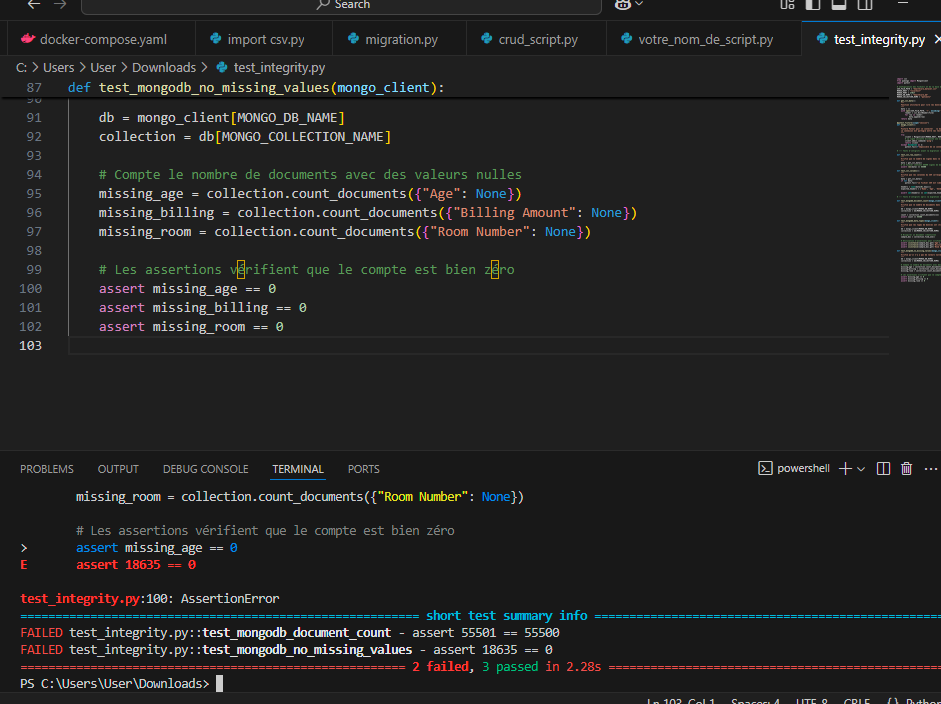 Search
docker-compose.yaml
import csv.py
migration.py
crud_script.py
votre_nom_de_script.py
test_integrity.py
C: > Users > User > Downloads > test_integrity.py
87 def test_mongodb_no_missing_values(mongo_client):
90
91 db = mongo_client[MONGO_DB_NAME]
92 collection = db[MONGO_COLLECTION_NAME]
93
94 # Compte le nombre de documents avec des valeurs nulles
95 missing_age = collection.count_documents({"Age": None})
96 missing_billing = collection.count_documents({"Billing Amount": None})
97 missing_room = collection.count_documents({"Room Number": None})
98
99 # Les assertions vérifient que le compte est bien zéro
100 assert missing_age == 0
101 assert missing_billing == 0
102 assert missing_room == 0
103
PROBLEMS OUTPUT DEBUG CONSOLE TERMINAL PORTS
powershell
missing_room = collection.count_documents({"Room Number": None})
# Les assertions vérifient que le compte est bien zéro
> assert missing_age == 0
E assert 18635 == 0
test_integrity.py:100: AssertionError
short test summary info
FAILED test_integrity.py::test_mongodb_document_count - assert 55501 == 55500
FAILED test_integrity.py::test_mongodb_no_missing_values - assert 18635 == 0
2 failed, 3 passed in 2.28s
PS C:\Users\User\Downloads>
Ln 103, Col 1 Spaces: 4 UTF-8 CRLF {} Python